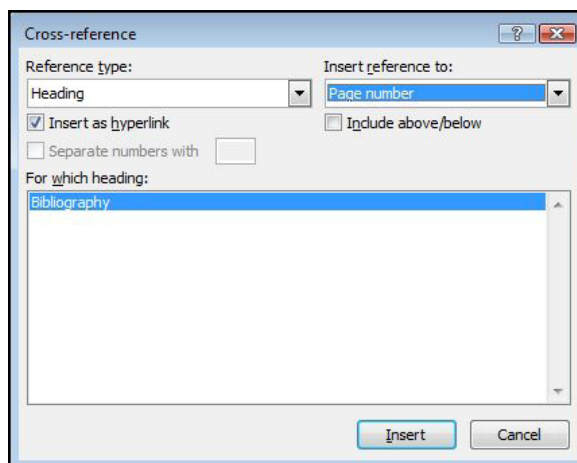 Cross-reference
Reference type:
Insert reference to:
Heading
Page number
Insert as hyperlink
Include above/below
Separate numbers with
For which heading:
Bibliography
Insert
Cancel